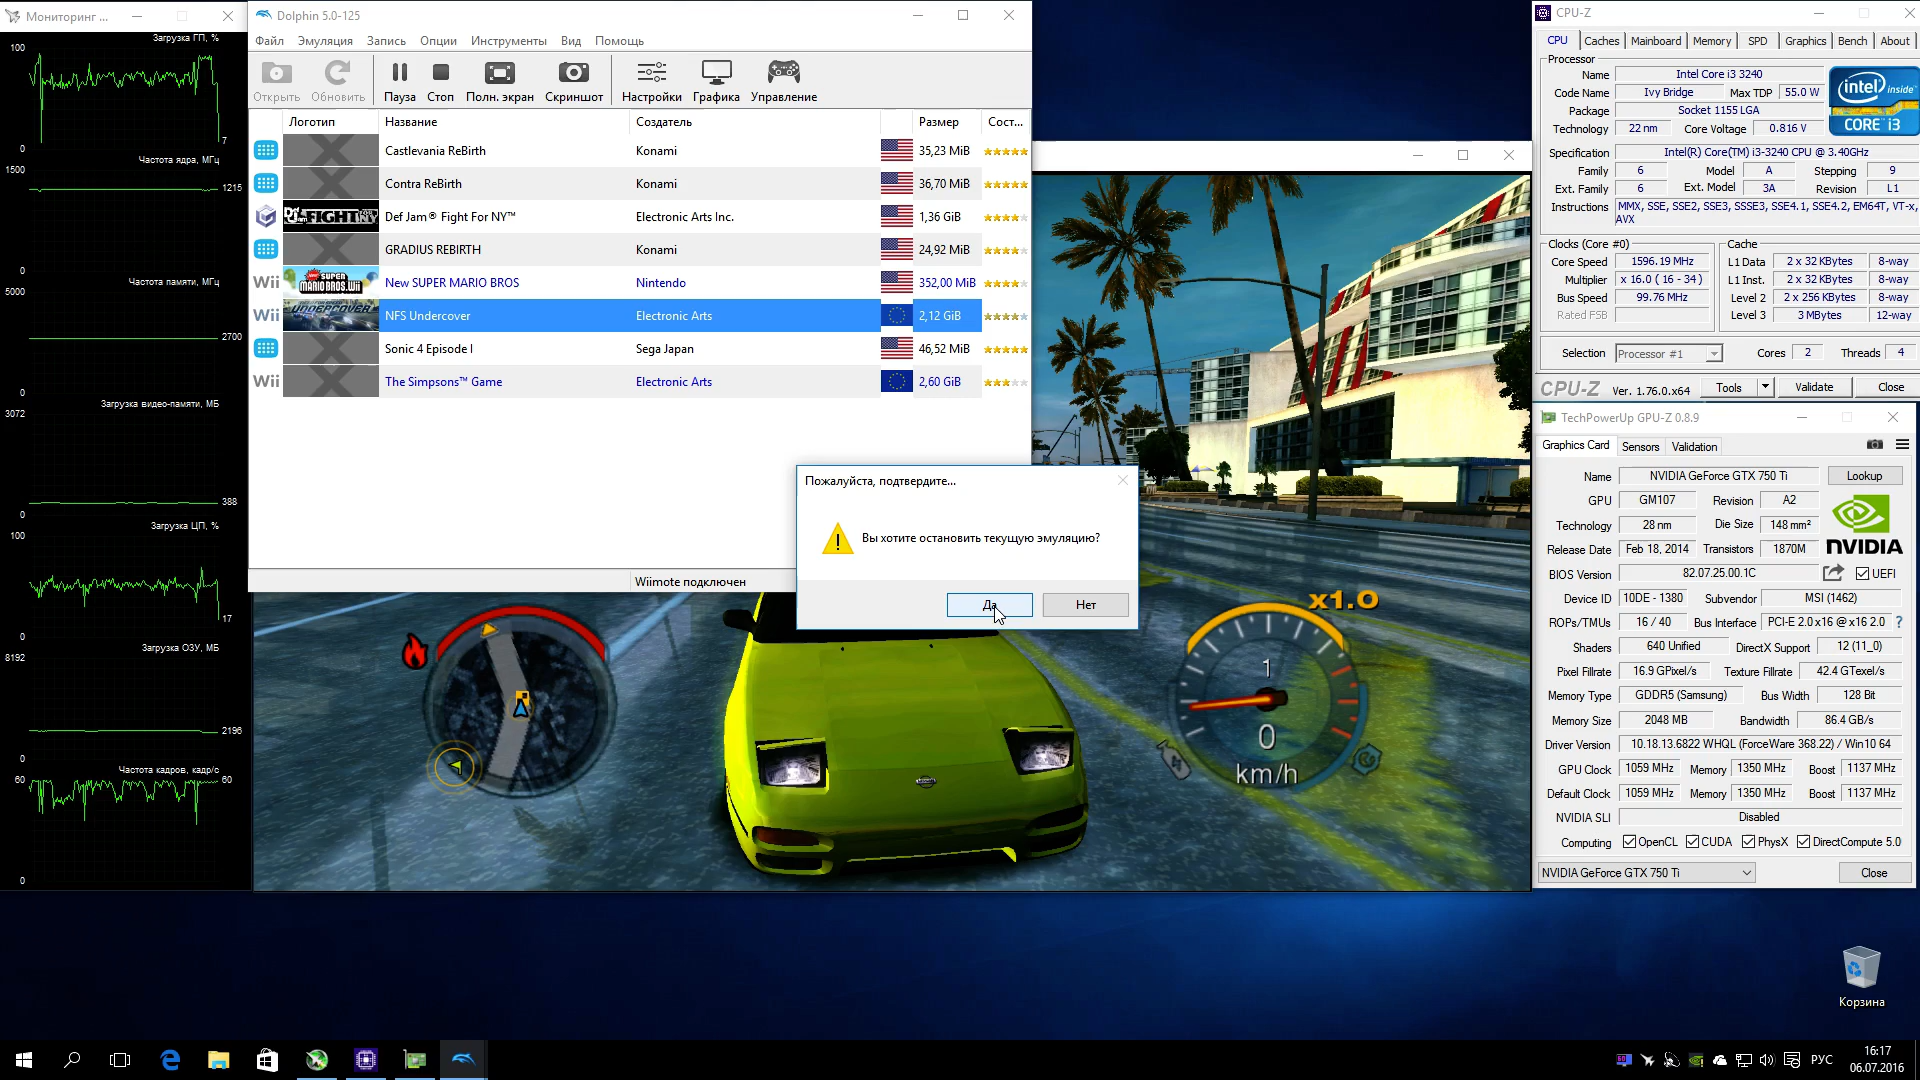 Мониторинг ...
Загрузка ГП, %
100
7
0
Частота ядра, МГц
1500
1215
0
Частота памяти, МГц
5000
2700
0
Загрузка видео-памяти, МБ
3072
388
0
Загрузка ЦП, %
100
17
0
Загрузка ОЗУ, МБ
8192
2196
0
Частота кадров, кадр/с
60
60
0
Dolphin 5.0-125
Файл Эмуляция Запись Опции Инструменты Вид Помощь
Открыть Обновить Пауза Стоп Полн. экран Скриншот Настройки Графика Управление
Логотип Название Создатель Размер Сост...
Castlevania ReBirth Konami 35,23 MiB
Contra ReBirth Konami 36,70 MiB
Def Jam FIGHT FOR NY Def Jam® Fight For NY™ Electronic Arts Inc. 1,36 GiB
GRADIUS REBIRTH Konami 24,92 MiB
Wii New SUPER MARIO BROS.Wii New SUPER MARIO BROS Nintendo 352,00 MiB
Wii UNDERCOVER NFS Undercover Electronic Arts 2,12 GiB
Sonic 4 Episode I Sega Japan 46,52 MiB
Wii The Simpsons™ Game Electronic Arts 2,60 GiB
Wiimote подключен
Пожалуйста, подтвердите...
Вы хотите остановить текущую эмуляцию?
Да Нет
x1.0
1
0
km/h
N
CPU-Z
CPU Caches Mainboard Memory SPD Graphics Bench About
Processor
Name Intel Core i3 3240
Code Name Ivy Bridge Max TDP 55.0 W
Package Socket 1155 LGA
Technology 22 nm Core Voltage 0.816 V
intel inside™
CORE i3
Specification Intel(R) Core(TM) i3-3240 CPU @ 3.40GHz
Family 6 Model A Stepping 9
Ext. Family 6 Ext. Model 3A Revision L1
Instructions MMX, SSE, SSE2, SSE3, SSSE3, SSE4.1, SSE4.2, EM64T, VT-x,
AVX
Clocks (Core #0) Cache
Core Speed 1596.19 MHz L1 Data 2 x 32 KBytes 8-way
Multiplier x 16.0 ( 16 - 34 ) L1 Inst. 2 x 32 KBytes 8-way
Bus Speed 99.76 MHz Level 2 2 x 256 KBytes 8-way
Rated FSB Level 3 3 MBytes 12-way
Selection Processor #1 Cores 2 Threads 4
CPU-Z Ver. 1.76.0.x64 Tools Validate Close
TechPowerUp GPU-Z 0.8.9
Graphics Card Sensors Validation
Name NVIDIA GeForce GTX 750 Ti Lookup
GPU GM107 Revision A2
Technology 28 nm Die Size 148 mm²
Release Date Feb 18, 2014 Transistors 1870M
NVIDIA
BIOS Version 82.07.25.00.1C UEFI
Device ID 10DE - 1380 Subvendor MSI (1462)
ROPs/TMUs 16 / 40 Bus Interface PCI-E 2.0 x16 @ x16 2.0 ?
Shaders 640 Unified DirectX Support 12 (11_0)
Pixel Fillrate 16.9 GPixel/s Texture Fillrate 42.4 GTexel/s
Memory Type GDDR5 (Samsung) Bus Width 128 Bit
Memory Size 2048 MB Bandwidth 86.4 GB/s
Driver Version 10.18.13.6822 WHQL (ForceWare 368.22) / Win10 64
GPU Clock 1059 MHz Memory 1350 MHz Boost 1137 MHz
Default Clock 1059 MHz Memory 1350 MHz Boost 1137 MHz
NVIDIA SLI Disabled
Computing OpenCL CUDA PhysX DirectCompute 5.0
NVIDIA GeForce GTX 750 Ti Close
Корзина
60 РУС 16:17
06.07.2016